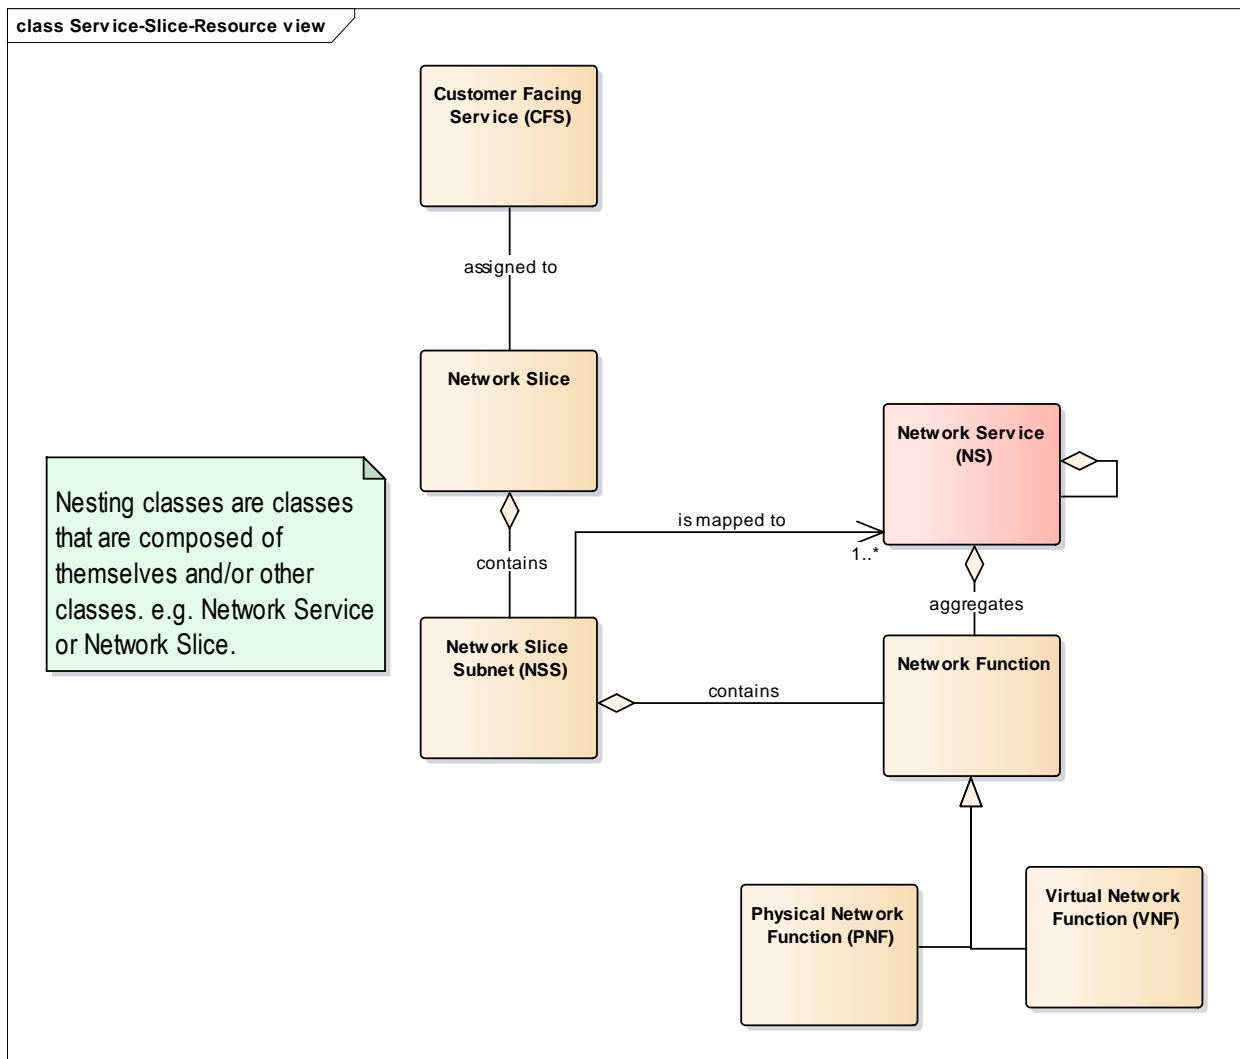 class Service-Slice-Resource view
Customer Facing
Service (CFS)
assigned to
Network Slice
Network Service
(NS)
Nesting classes are classes
that are composed of
themselves and/or other
classes. e.g. Network Service
or Network Slice.
is mapped to
1..*
contains
aggregates
Network Slice
Subnet (NSS)
contains
Network Function
Physical Network
Function (PNF)
Virtual Network
Function (VNF)